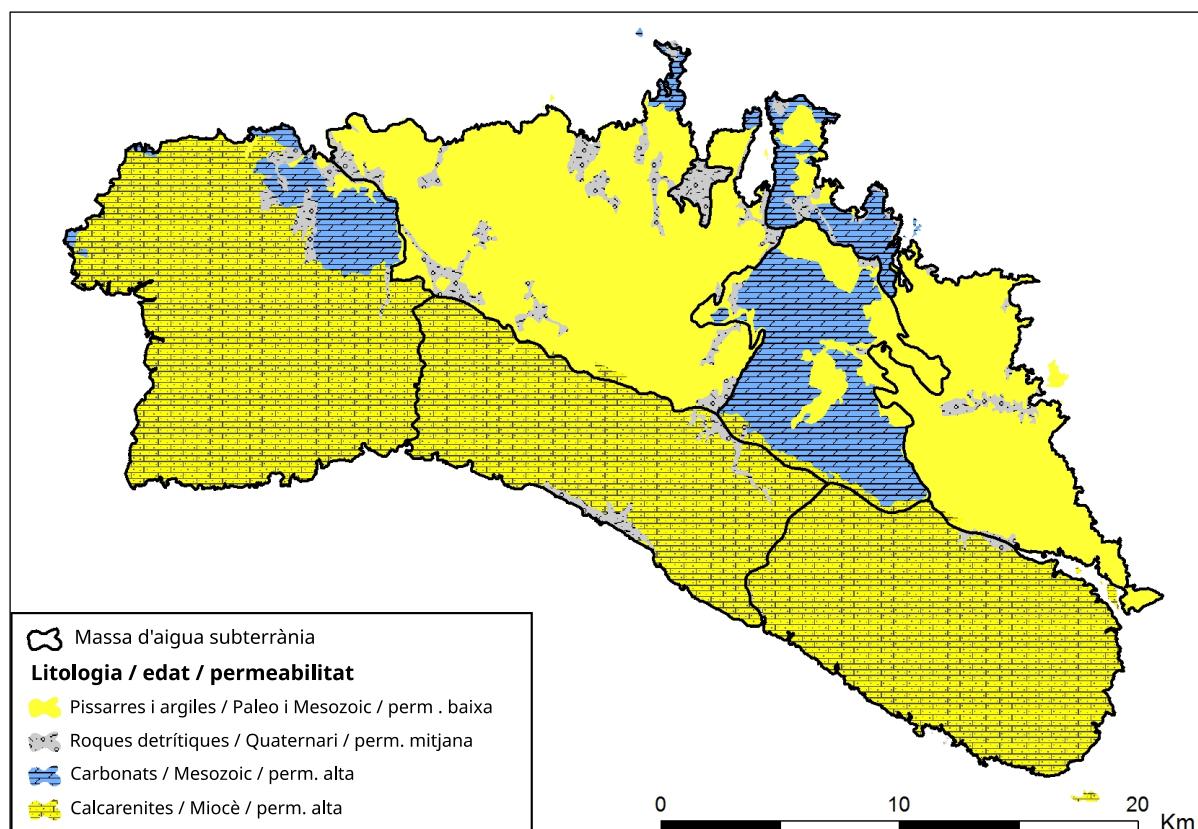 Massa d'aigua subterrània
Litologia / edat / permeabilitat
Pissarres i argiles / Paleo i Mesozoic / perm . baixa
Roques detrítiques / Quaternari / perm. mitjana
Carbonats / Mesozoic / perm. alta
Calcarenites / Miocè / perm. alta
0 10 20
Km